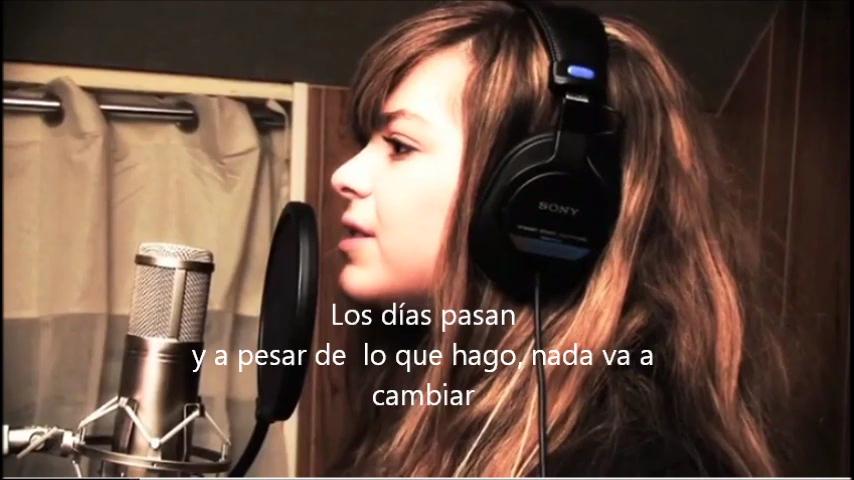 SONY
Los días pasan
y a pesar de  lo que hago, nada va a
cambiar